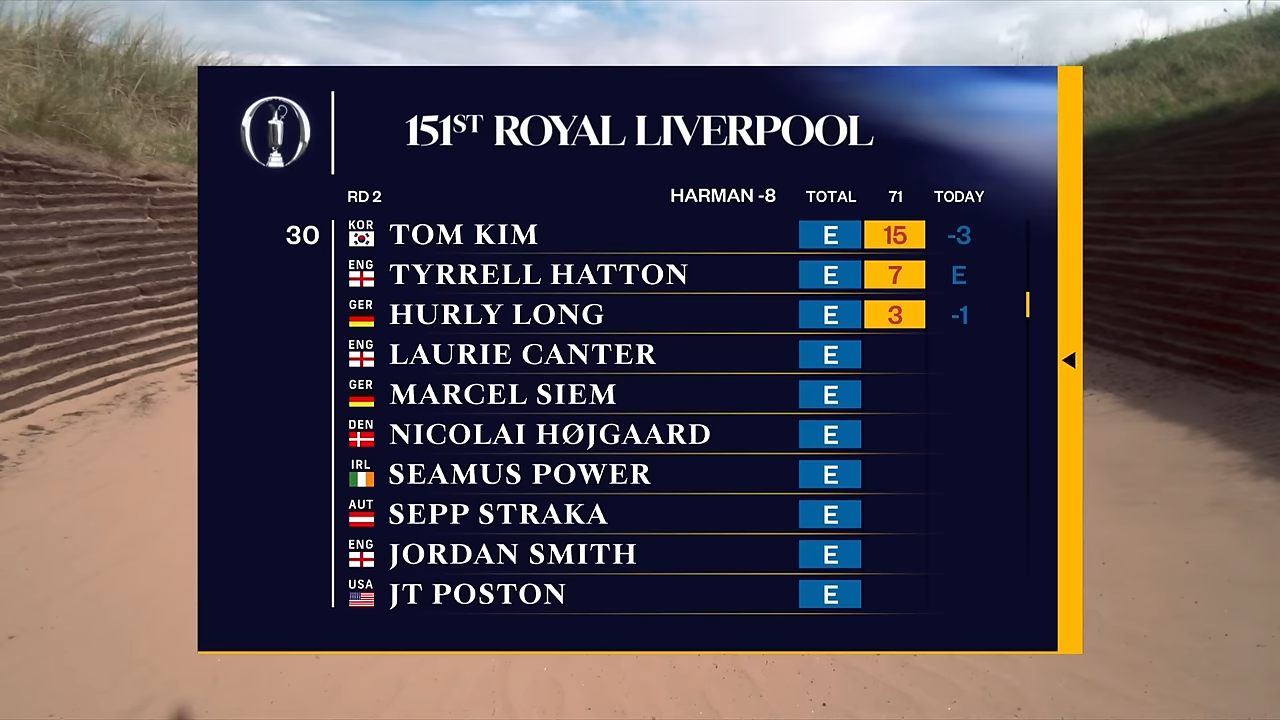 151ST ROYAL LIVERPOOL
RD 2 HARMAN -8 TOTAL 71 TODAY
30 KOR TOM KIM E 15 -3
ENG TYRRELL HATTON E 7 E
GER HURLY LONG E 3 -1
ENG LAURIE CANTER E
GER MARCEL SIEM E
DEN NICOLAI HØJGAARD E
IRL SEAMUS POWER E
AUT SEPP STRAKA E
ENG JORDAN SMITH E
USA JT POSTON E